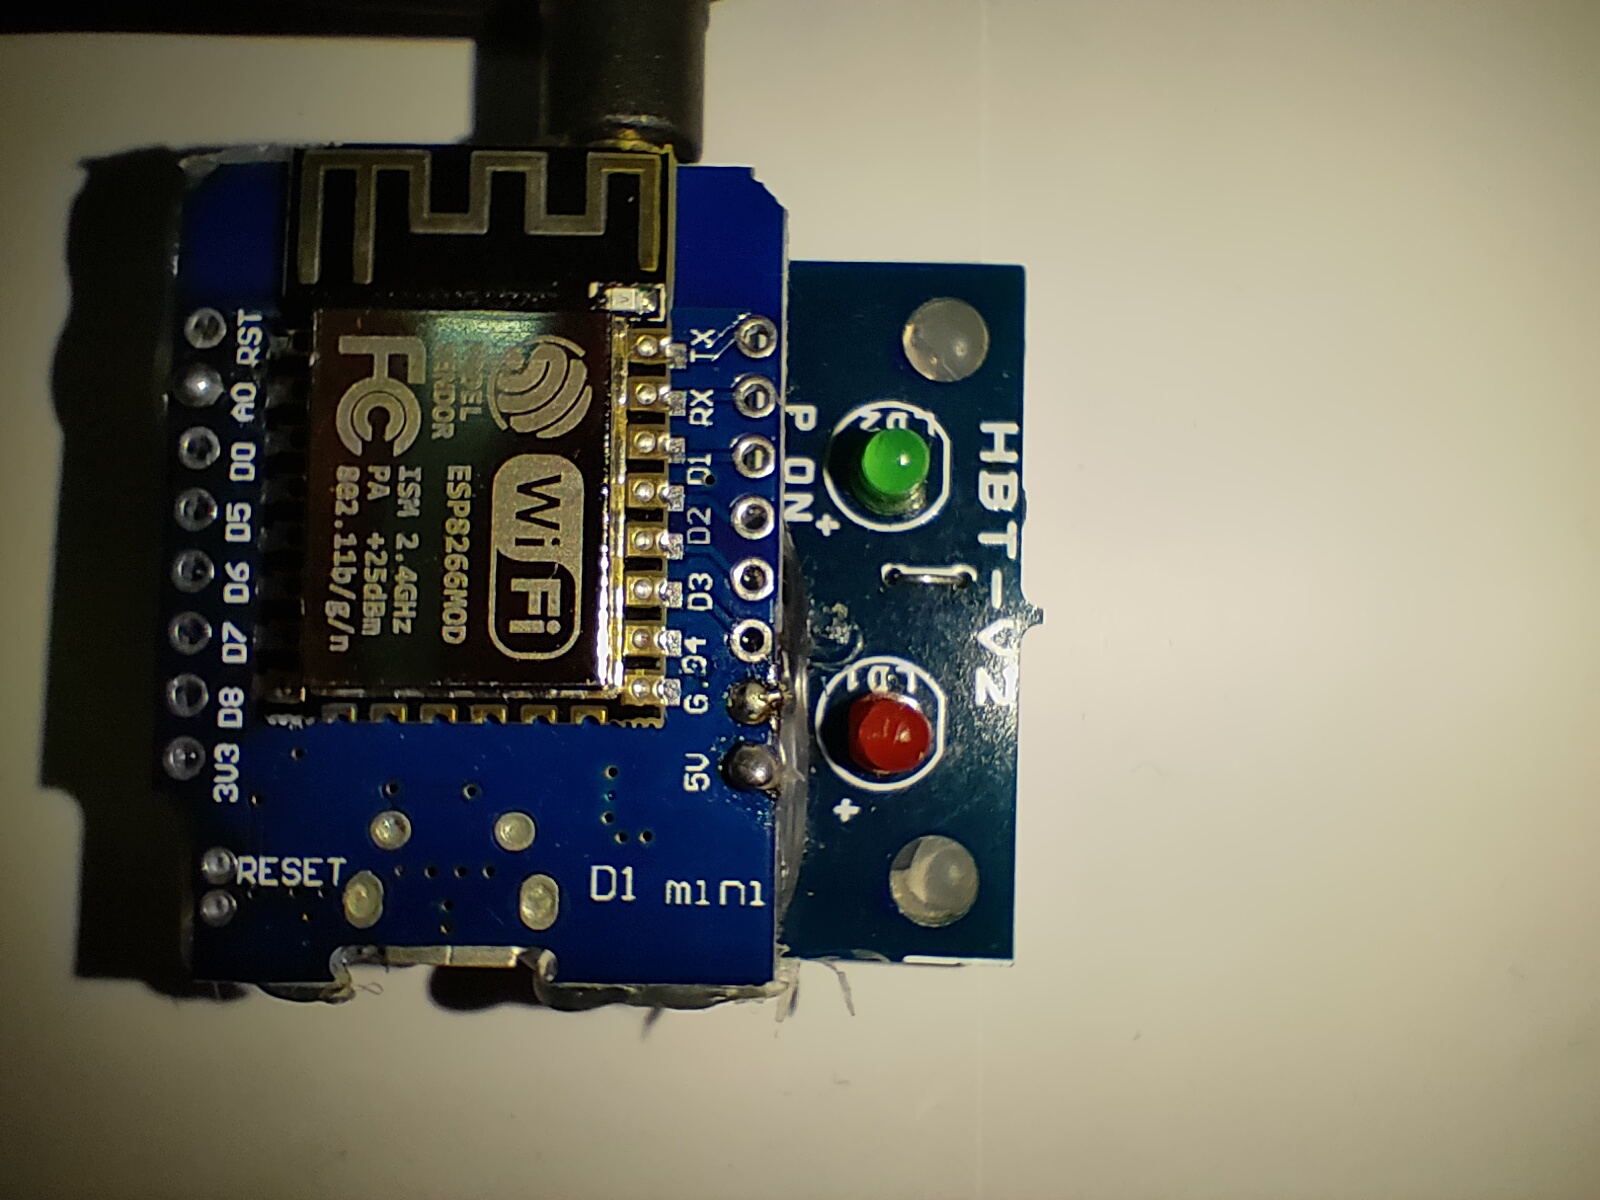 RST
A0
D0
D5
D6
D7
D8
3V3
TX
RX
D1
D2
D3
D4
G
5V
FC
WiFi
ESP8266MOD
ISM 2.4GHz
PA +25dBm
802.11b/g/n
RESET
D1 mini
P ON
+
LD1
+
HBT-V2